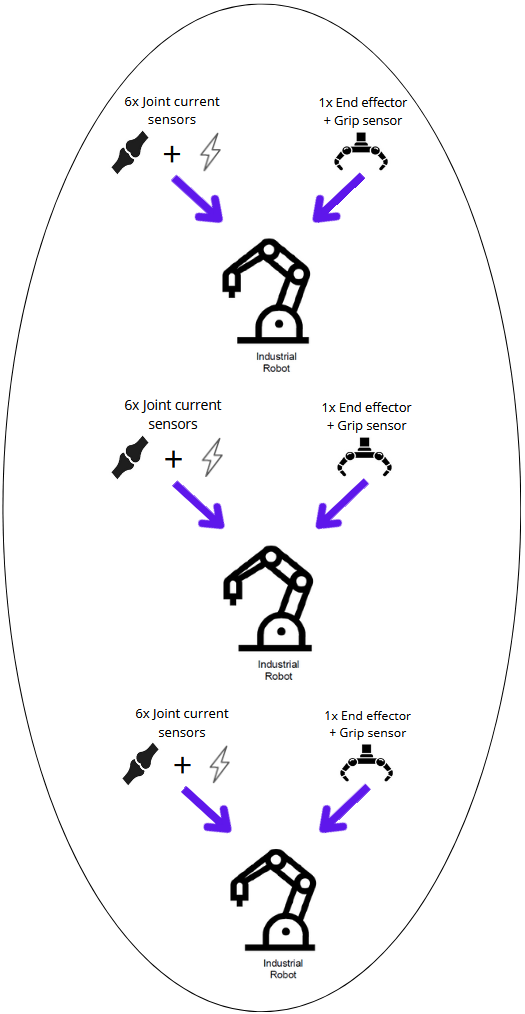 6x Joint current
sensors
1x End effector
+ Grip sensor
+
Industrial
Robot
6x Joint current
sensors
1x End effector
+ Grip sensor
+
Industrial
Robot
6x Joint current
sensors
1x End effector
+ Grip sensor
+
Industrial
Robot